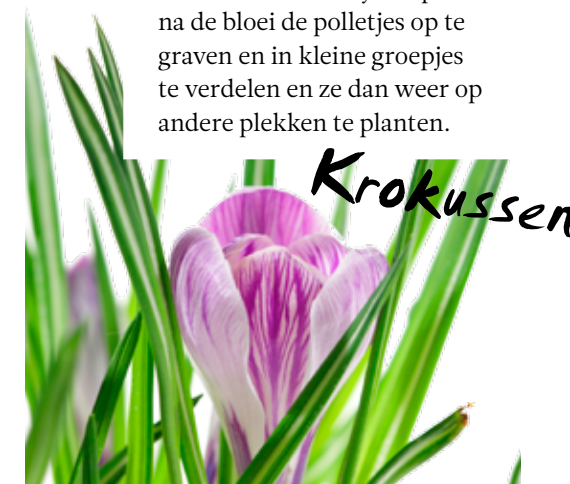 na de bloei de polletjes op te
graven en in kleine groepjes
te verdelen en ze dan weer op
andere plekken te planten.
Krokussen